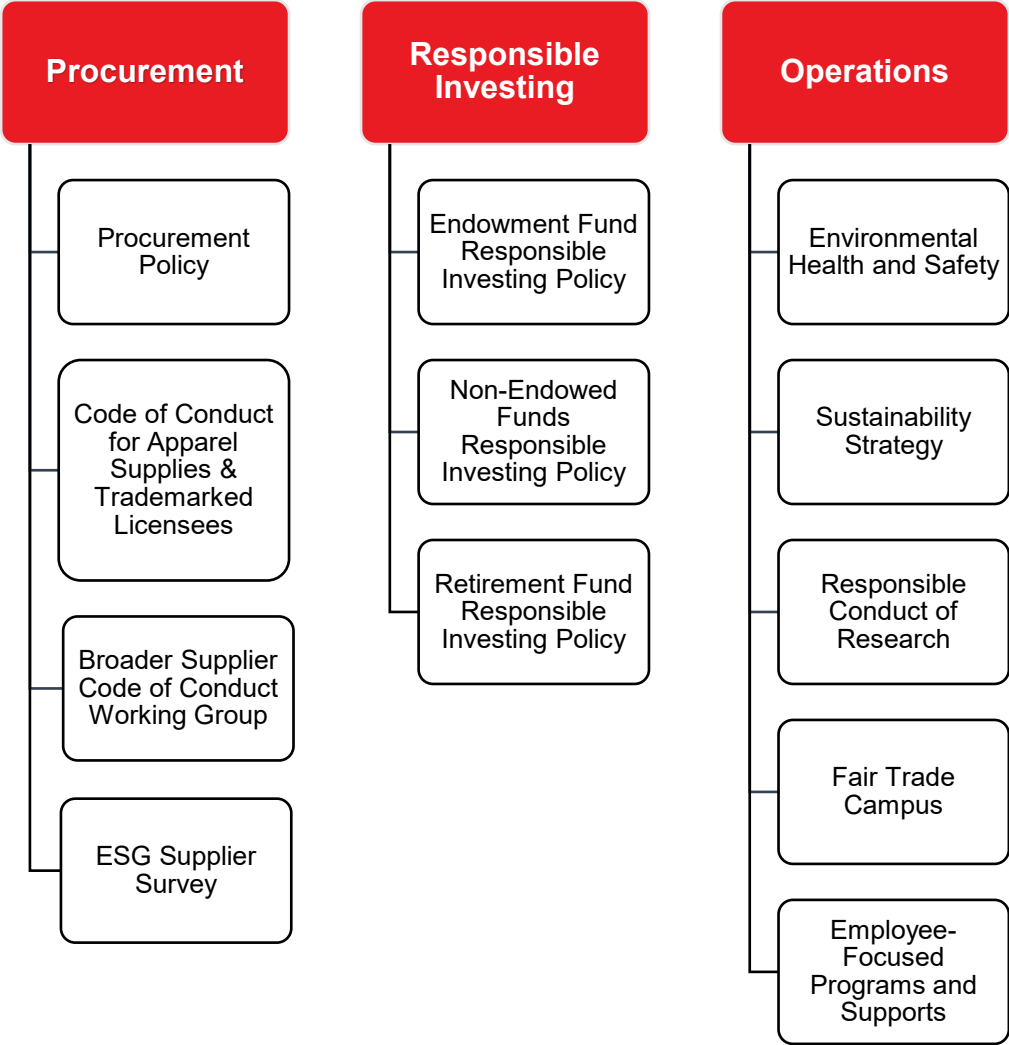 Procurement
Procurement
Policy
Code of Conduct
for Apparel
Supplies &
Trademarked
Licensees
Broader Supplier
Code of Conduct
Working Group
ESG Supplier
Survey
Responsible
Investing
Endowment Fund
Responsible
Investing Policy
Non-Endowed
Funds
Responsible
Investing Policy
Retirement Fund
Responsible
Investing Policy
Operations
Environmental
Health and Safety
Sustainability
Strategy
Responsible
Conduct of
Research
Fair Trade
Campus
Employee-
Focused
Programs and
Supports